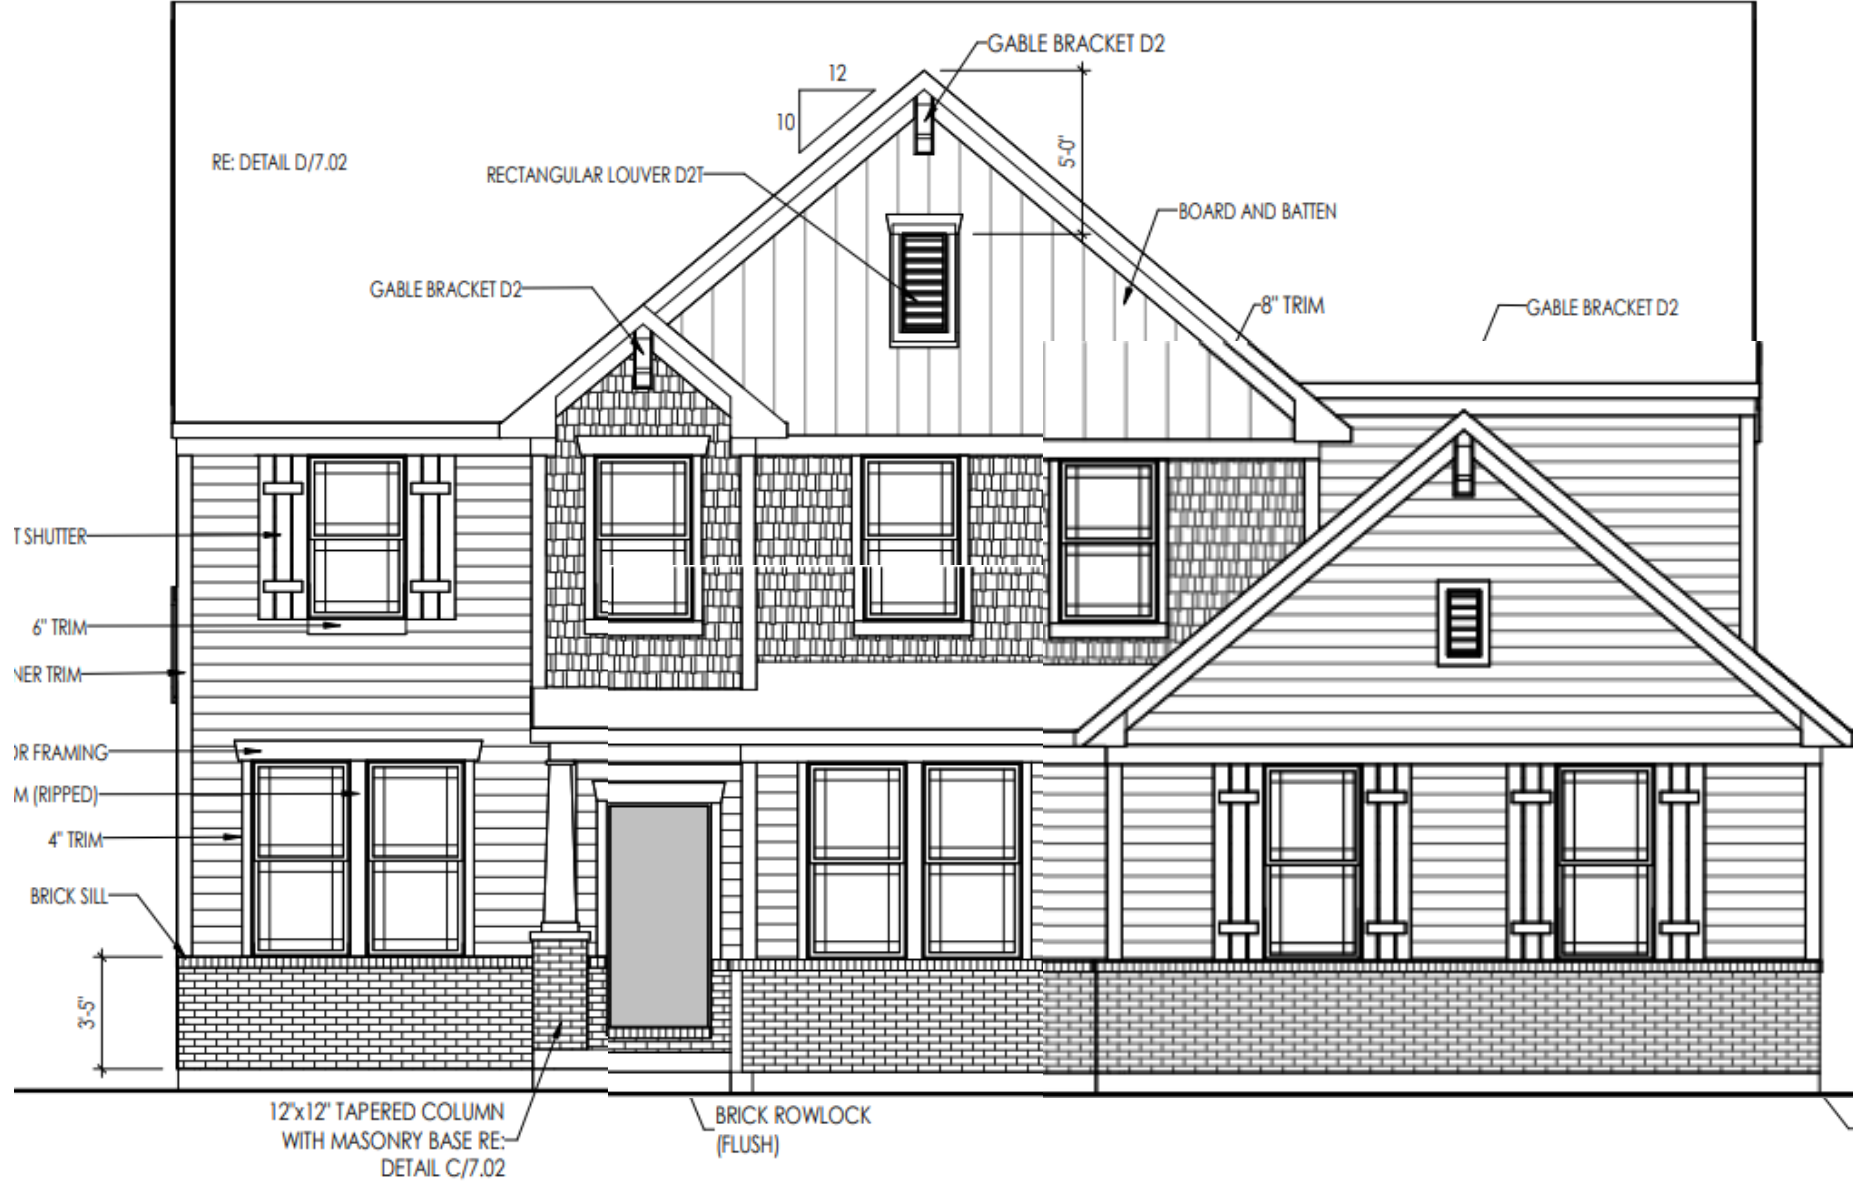 GABLE BRACKET D2
12
10
5'-0"
RE: DETAIL D/7.02
RECTANGULAR LOUVER D2T
BOARD AND BATTEN
GABLE BRACKET D2
8" TRIM
GABLE BRACKET D2
T SHUTTER
6" TRIM
NER TRIM
OR FRAMING
M (RIPPED)
4" TRIM
BRICK SILL
3'-5"
12"x12" TAPERED COLUMN
WITH MASONRY BASE RE:
DETAIL C/7.02
BRICK ROWLOCK
(FLUSH)